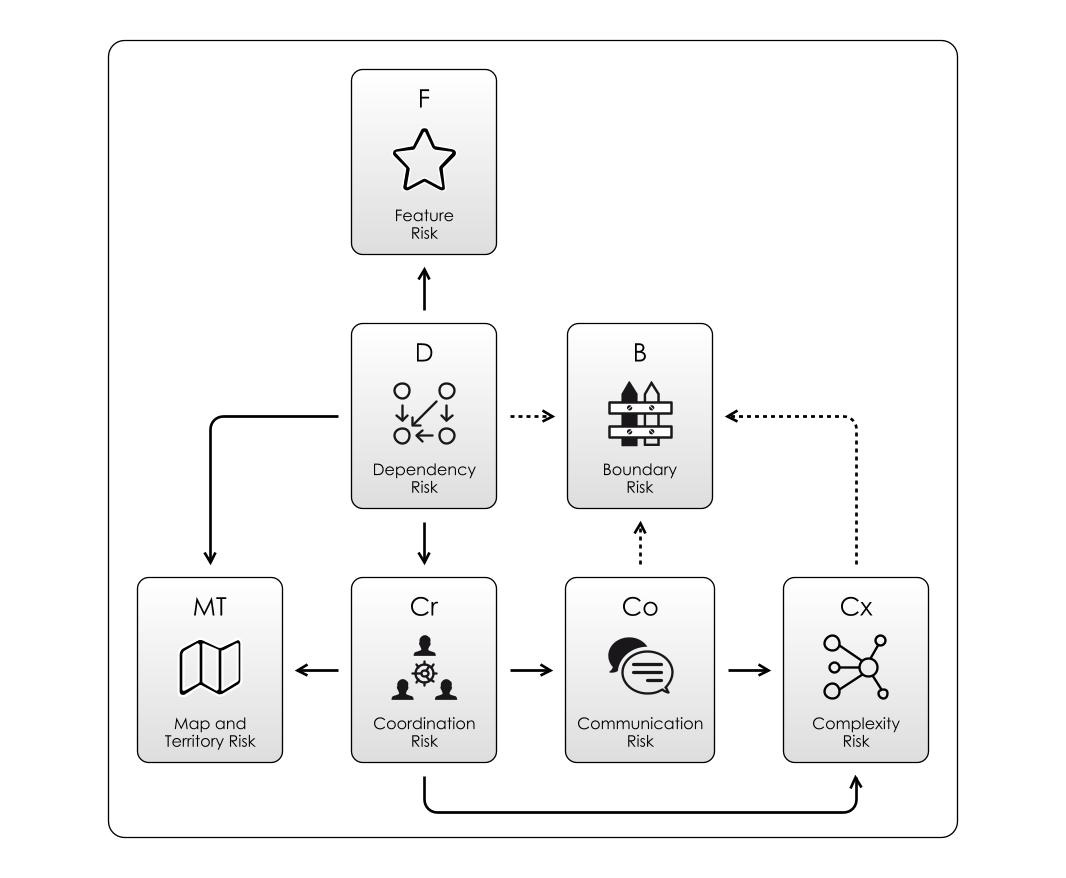 F
Feature
Risk
D
Dependency
Risk
B
Boundary
Risk
MT
Map and
Territory Risk
Cr
Coordination
Risk
Co
Communication
Risk
Cx
Complexity
Risk